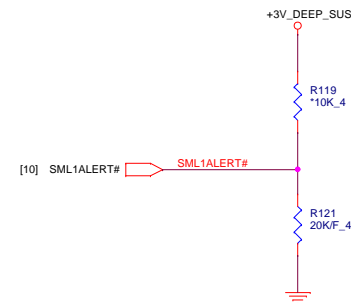 +3V_DEEP_SUS
R119
*10K_4
[10] SML1ALERT# SML1ALERT#
R121
20K/F_4